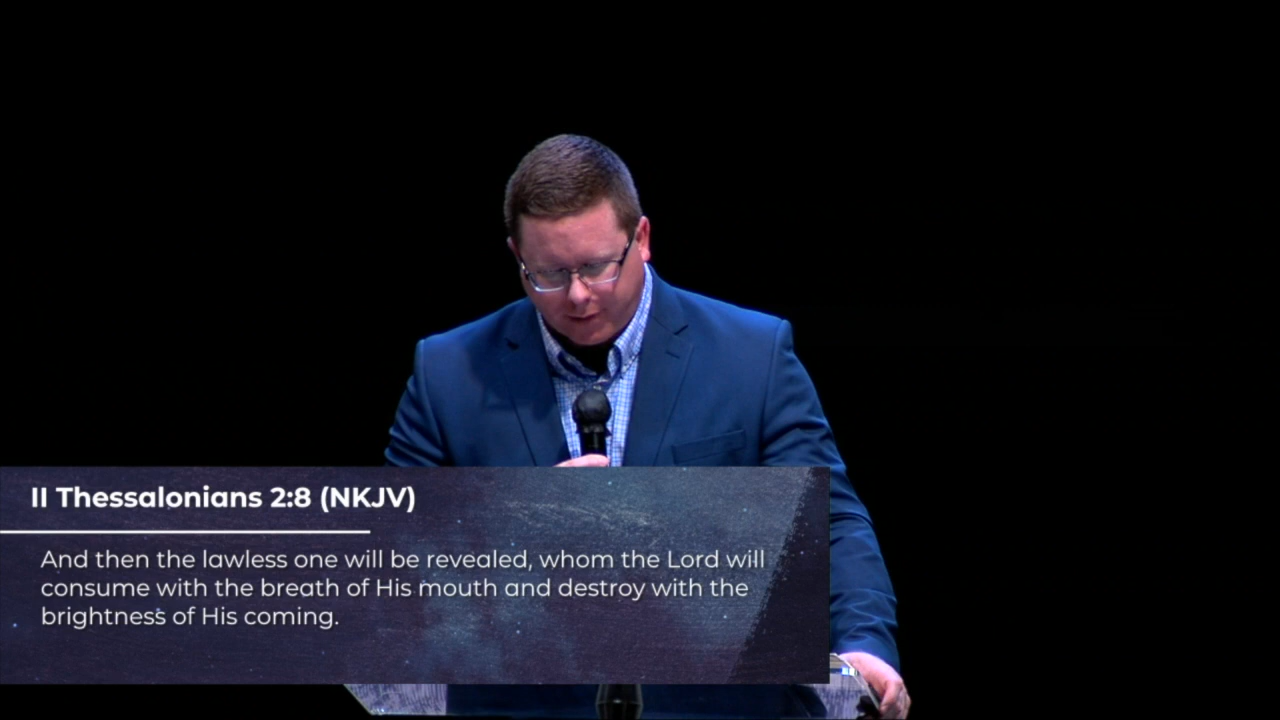 II Thessalonians 2:8 (NKJV)
And then the lawless one will be revealed, whom the Lord will
consume with the breath of His mouth and destroy with the
brightness of His coming.